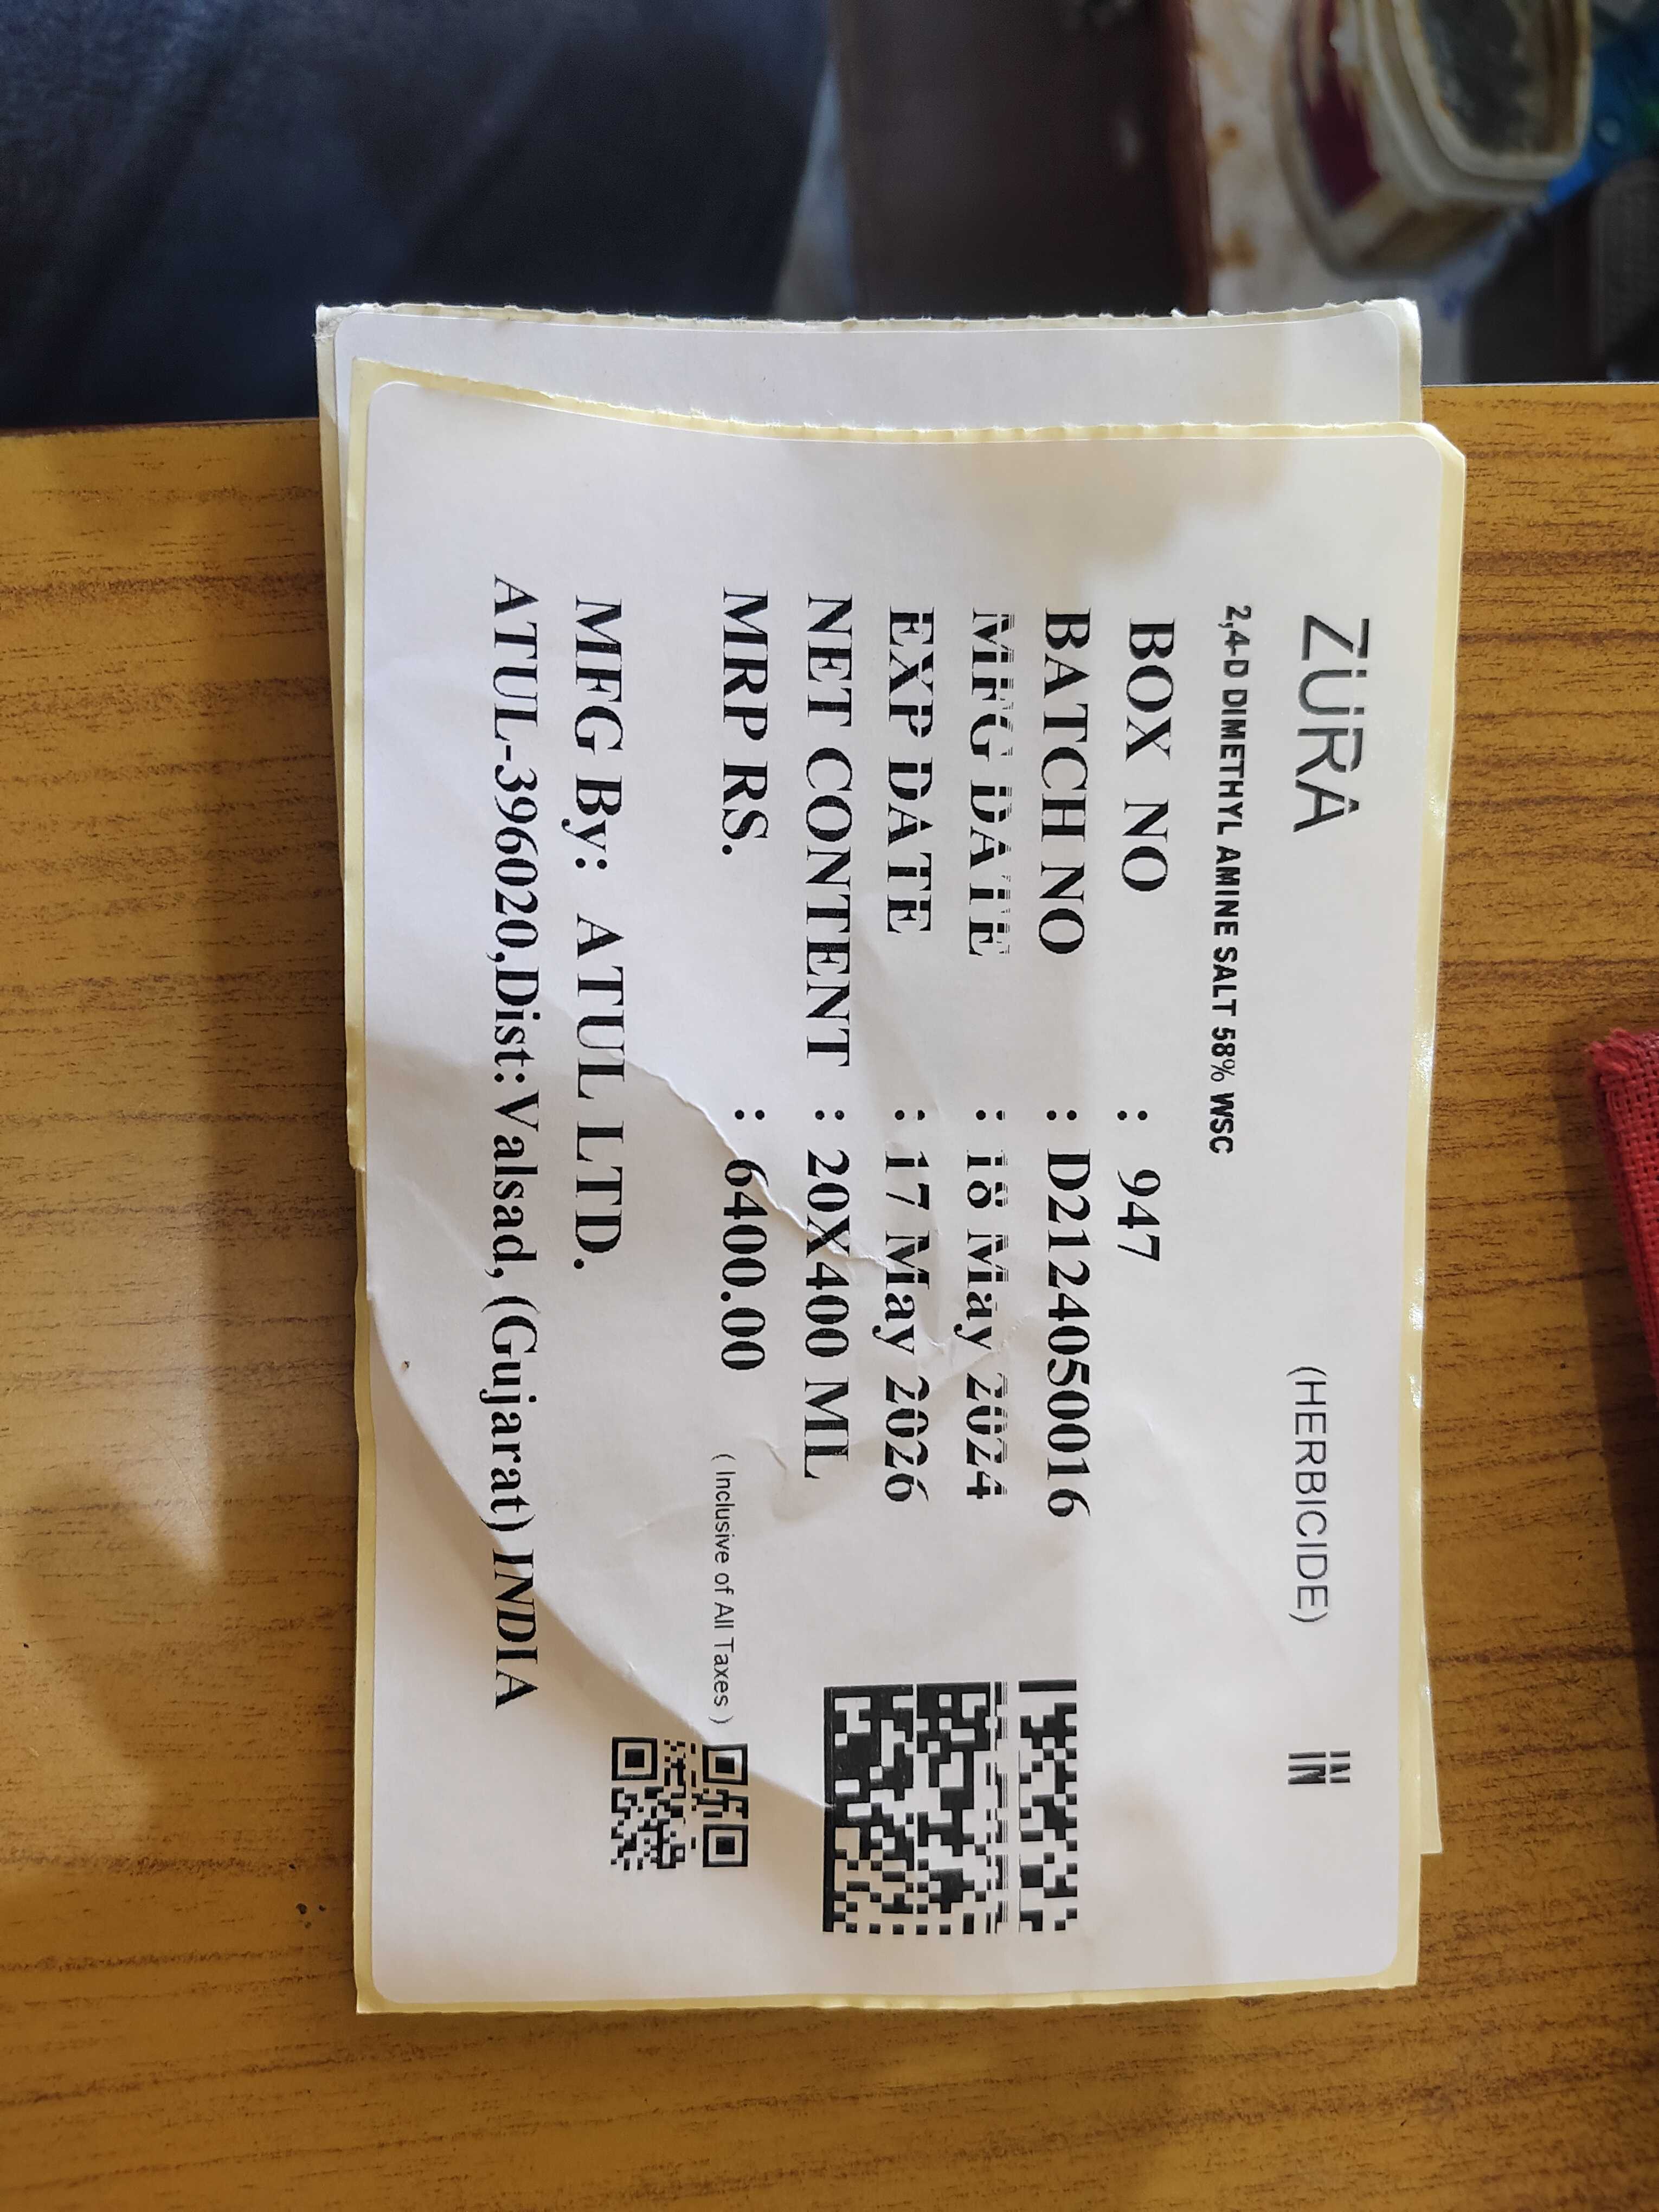 ZURA (HERBICIDE) IN
2,4-D DIMETHYL AMINE SALT 58% WSC
BOX NO : 947
BATCH NO : D2124050016
MFG DATE : 18 May 2024
EXP DATE : 17 May 2026
NET CONTENT : 20X400 ML
MRP RS. : 6400.00 ( Inclusive of All Taxes )
MFG By: ATUL LTD.
ATUL-396020,Dist:Valsad, (Gujarat) INDIA